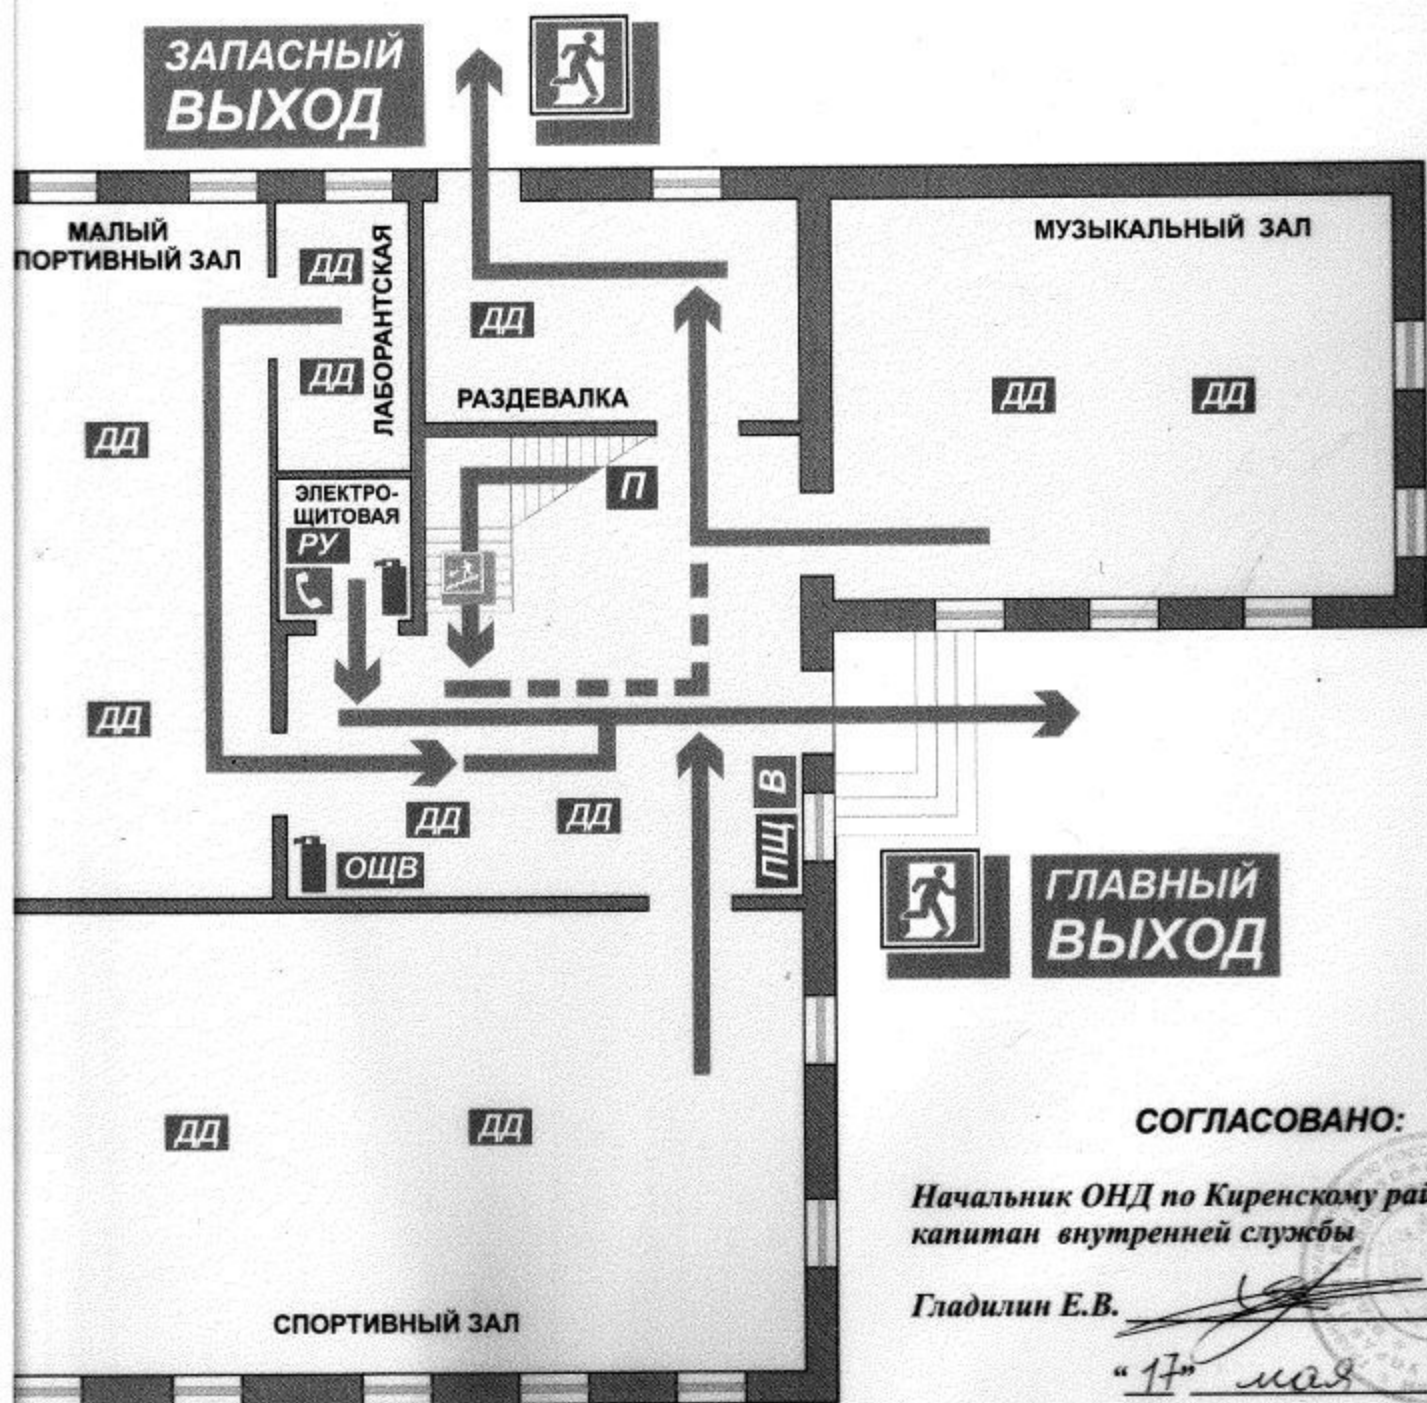 ЗАПАСНЫЙ
ВЫХОД
МАЛЫЙ
ПОРТИВНЫЙ ЗАЛ
ДД
ДД
ЛАБОРАНТСКАЯ
ДД
РАЗДЕВАЛКА
МУЗЫКАЛЬНЫЙ ЗАЛ
ДД
ДД
ДД
ЭЛЕКТРО-
ЩИТОВАЯ
РУ
П
ДД
ДД
ДД
ОЩВ
ПЩ В
ГЛАВНЫЙ
ВЫХОД
ДД
ДД
СПОРТИВНЫЙ ЗАЛ
СОГЛАСОВАНО:
Начальник ОНД по Киренскому рай
капитан внутренней службы
Гладилин Е.В.
“ 17” мая